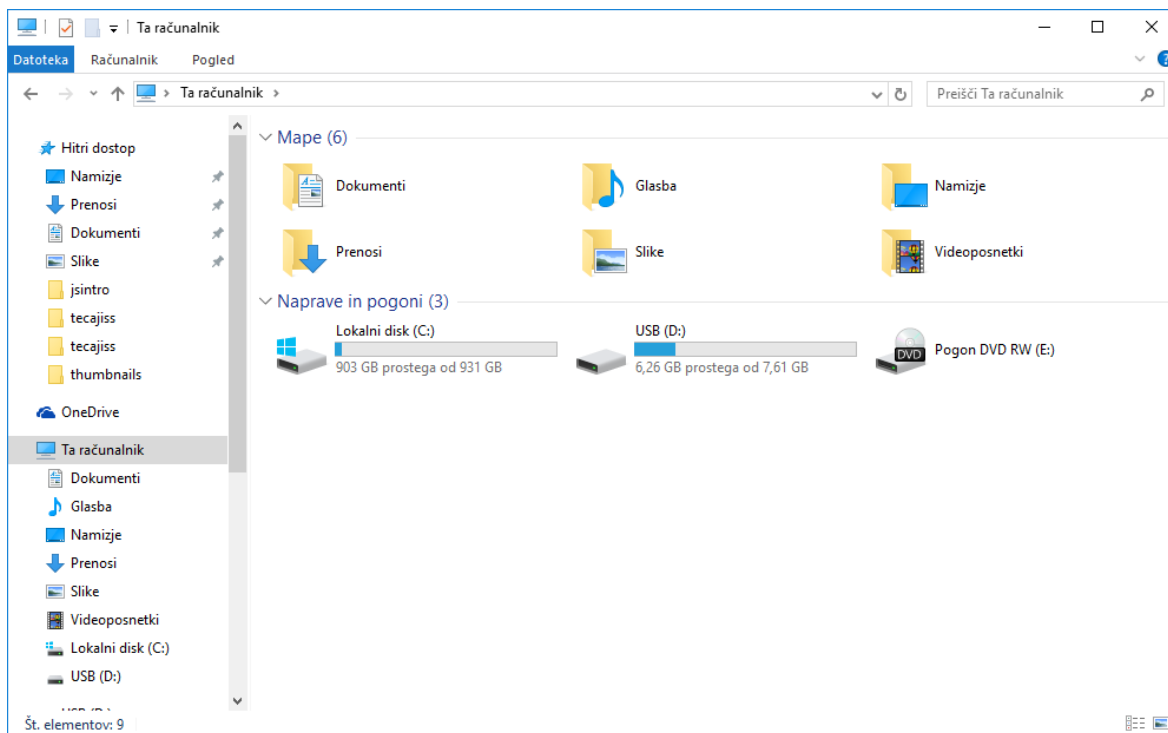 Ta računalnik
Datoteka Računalnik Pogled
Ta računalnik
Preišči Ta računalnik
Hitri dostop
Namizje
Prenosi
Dokumenti
Slike
jsintro
tecajiss
tecajiss
thumbnails
OneDrive
Ta računalnik
Dokumenti
Glasba
Namizje
Prenosi
Slike
Videoposnetki
Lokalni disk (C:)
USB (D:)
USB (D:)
Mape (6)
Dokumenti
Glasba
Namizje
Prenosi
Slike
Videoposnetki
Naprave in pogoni (3)
Lokalni disk (C:)
903 GB prostega od 931 GB
USB (D:)
6,26 GB prostega od 7,61 GB
DVD
Pogon DVD RW (E:)
Št. elementov: 9